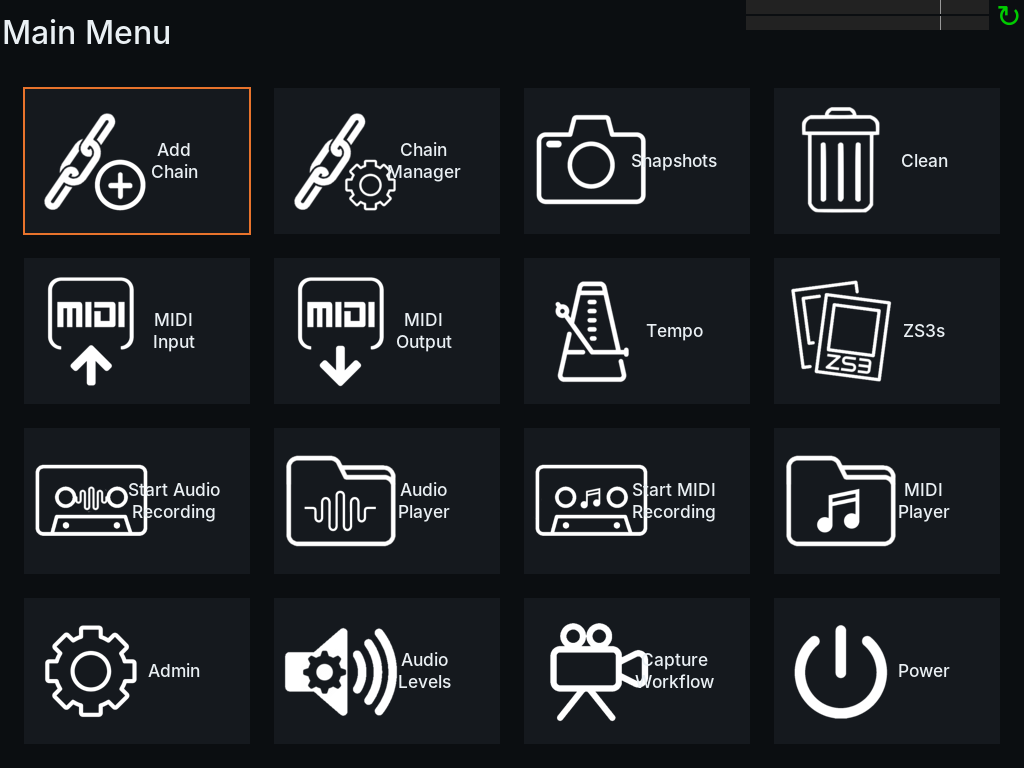 Main Menu
Add
Chain
Chain
Manager
Snapshots
Clean
MIDI
MIDI
Input
MIDI
MIDI
Output
Tempo
ZS3
ZS3s
Start Audio
Recording
Audio
Player
Start MIDI
Recording
MIDI
Player
Admin
Audio
Levels
Capture
Workflow
Power